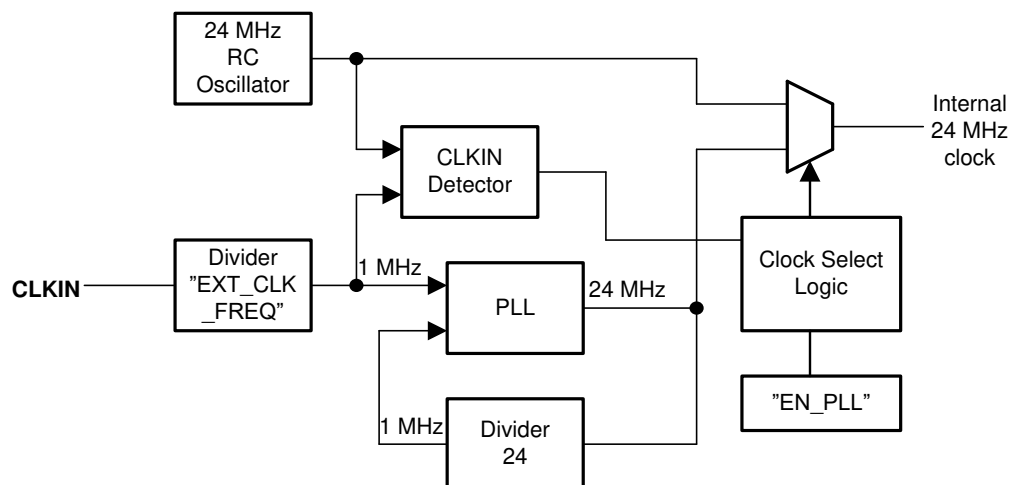 24 MHz
RC
Oscillator
CLKIN
Detector
Internal
24 MHz
clock
CLKIN
Divider
"EXT_CLK
_FREQ"
1 MHz
PLL
24 MHz
Clock Select
Logic
"EN_PLL"
1 MHz
Divider
24